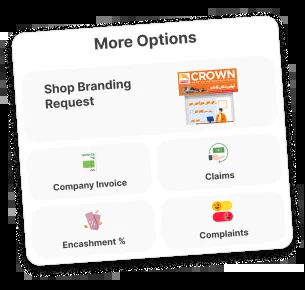 More Options
Shop Branding
Request
CROWN
Company Invoice
Claims
Encashment %
Complaints